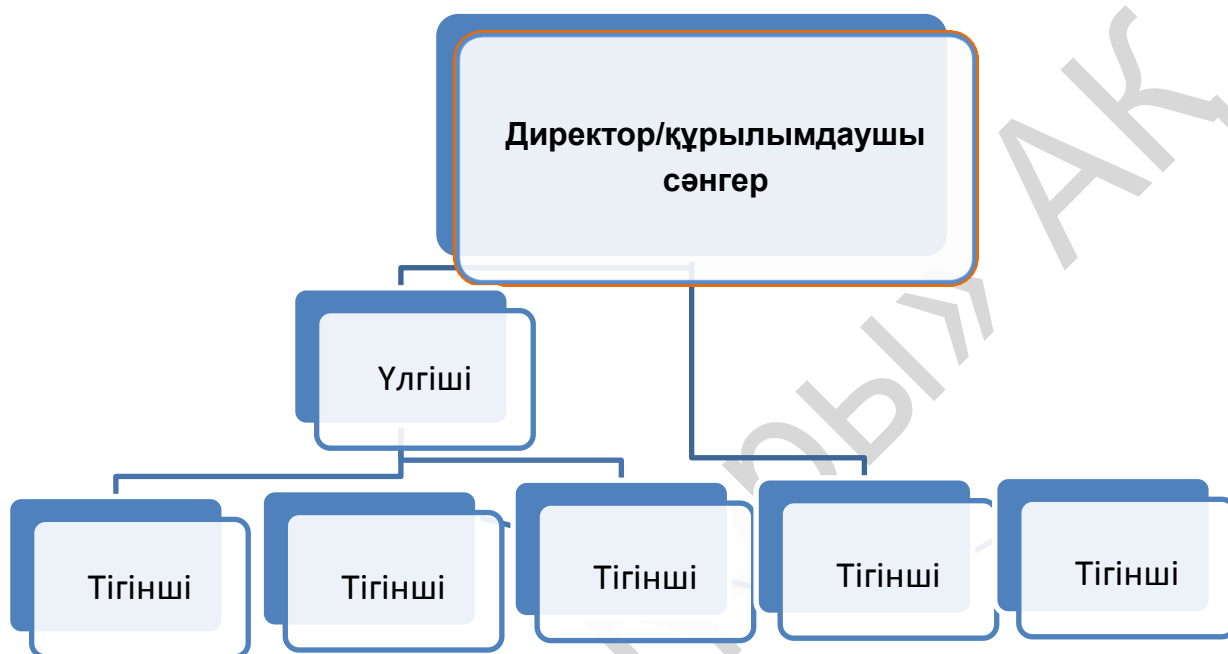 Директор/құрылымдаушы
сәнгер
Үлгіші
Тігінші
Тігінші
Тігінші
Тігінші
Тігінші